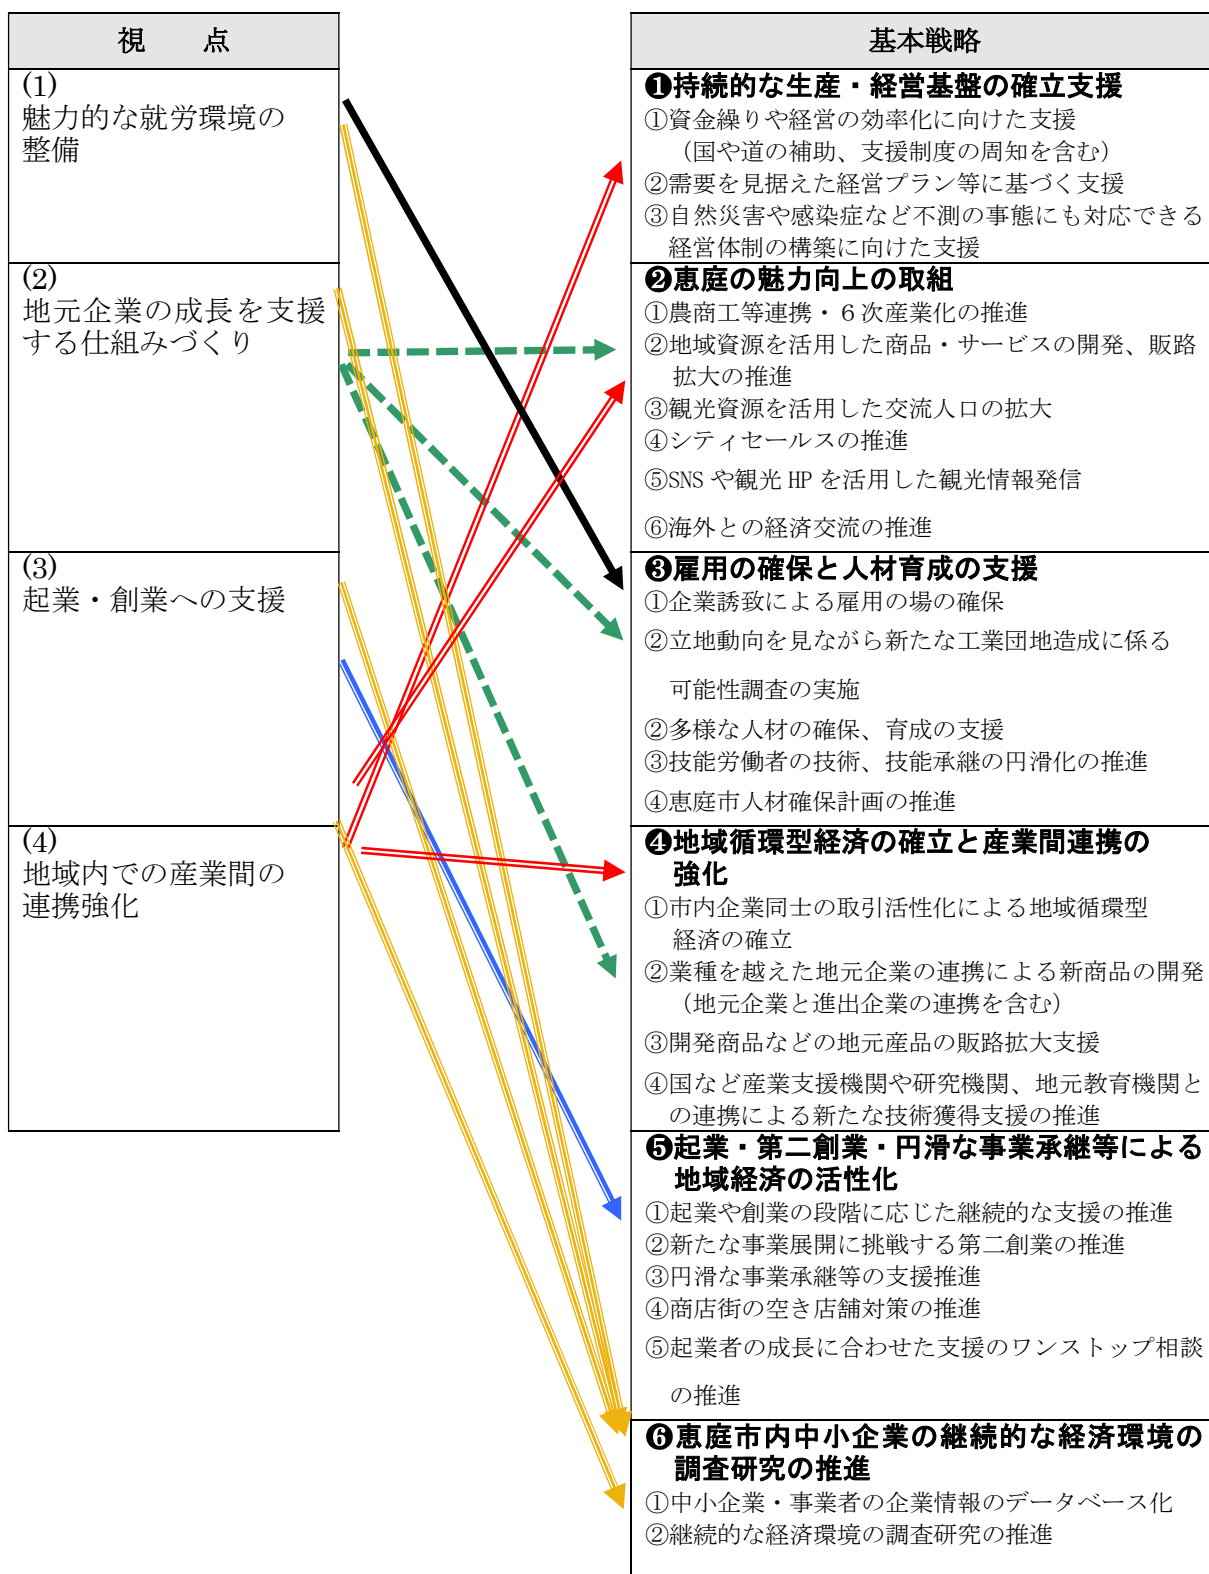 視　　点
(1)
魅力的な就労環境の
整備
(2)
地元企業の成長を支援
する仕組みづくり
(3)
起業・創業への支援
(4)
地域内での産業間の
連携強化
基本戦略
❶持続的な生産・経営基盤の確立支援
①資金繰りや経営の効率化に向けた支援
（国や道の補助、支援制度の周知を含む）
②需要を見据えた経営プラン等に基づく支援
③自然災害や感染症など不測の事態にも対応できる
経営体制の構築に向けた支援
❷恵庭の魅力向上の取組
①農商工等連携・６次産業化の推進
②地域資源を活用した商品・サービスの開発、販路
拡大の推進
③観光資源を活用した交流人口の拡大
④シティセールスの推進
⑤SNS や観光 HP を活用した観光情報発信
⑥海外との経済交流の推進
❸雇用の確保と人材育成の支援
①企業誘致による雇用の場の確保
②立地動向を見ながら新たな工業団地造成に係る
可能性調査の実施
②多様な人材の確保、育成の支援
③技能労働者の技術、技能承継の円滑化の推進
④恵庭市人材確保計画の推進
❹地域循環型経済の確立と産業間連携の
強化
①市内企業同士の取引活性化による地域循環型
経済の確立
②業種を越えた地元企業の連携による新商品の開発
（地元企業と進出企業の連携を含む）
③開発商品などの地元産品の販路拡大支援
④国など産業支援機関や研究機関、地元教育機関と
の連携による新たな技術獲得支援の推進
❺起業・第二創業・円滑な事業承継等による
地域経済の活性化
①起業や創業の段階に応じた継続的な支援の推進
②新たな事業展開に挑戦する第二創業の推進
③円滑な事業承継等の支援推進
④商店街の空き店舗対策の推進
⑤起業者の成長に合わせた支援のワンストップ相談
の推進
❻恵庭市内中小企業の継続的な経済環境の
調査研究の推進
①中小企業・事業者の企業情報のデータベース化
②継続的な経済環境の調査研究の推進